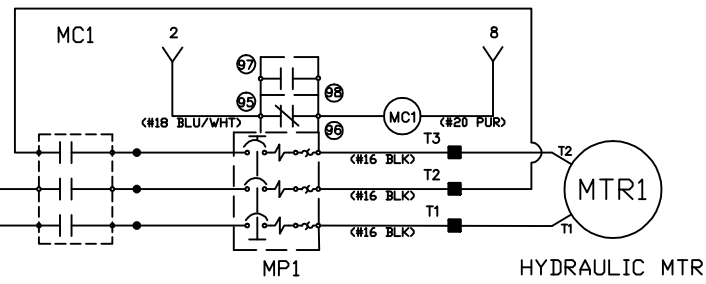 MC1
2
8
97
98
95
96
(#18 BLU/WHT)
MC1
(#20 PUR)
T3
(#16 BLK)
T2
T2
(#16 BLK)
MTR1
T1
T1
(#16 BLK)
MP1
HYDRAULIC MTR